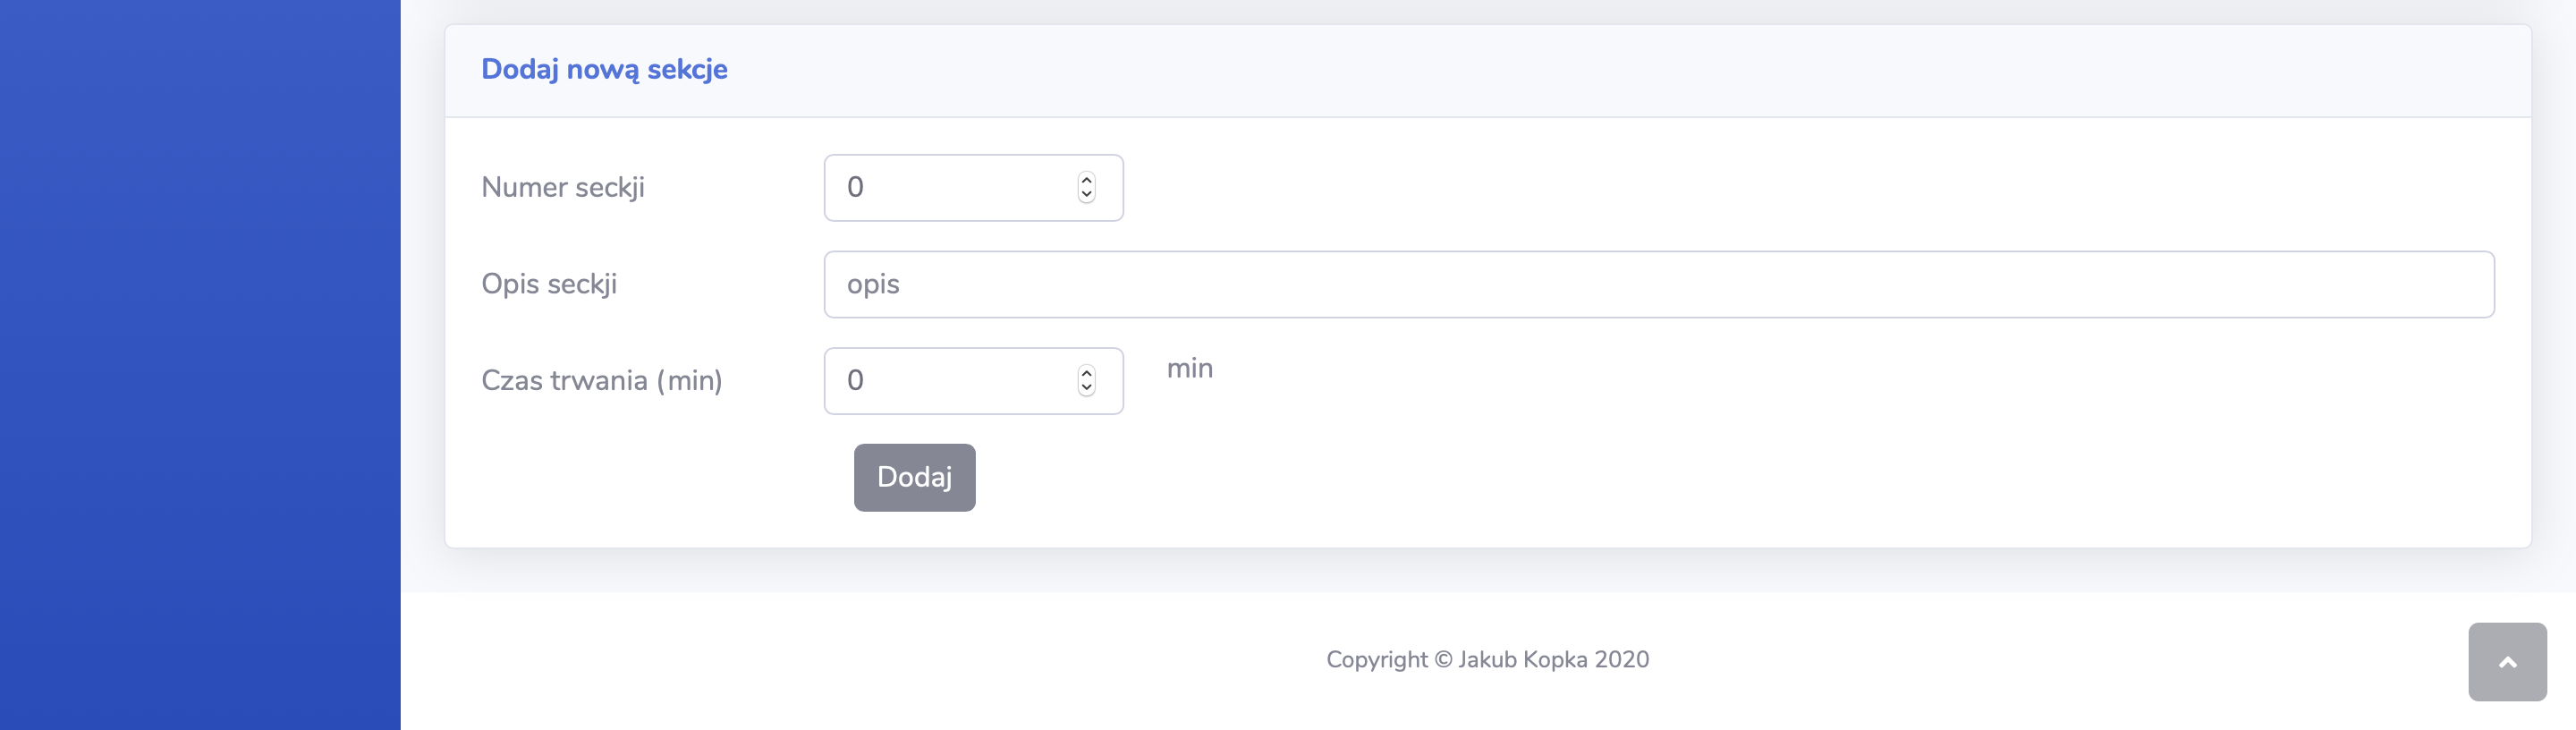 Dodaj nową sekcje
Numer seckji
0
Opis seckji
opis
Czas trwania (min)
0
min
Dodaj
Copyright © Jakub Kopka 2020